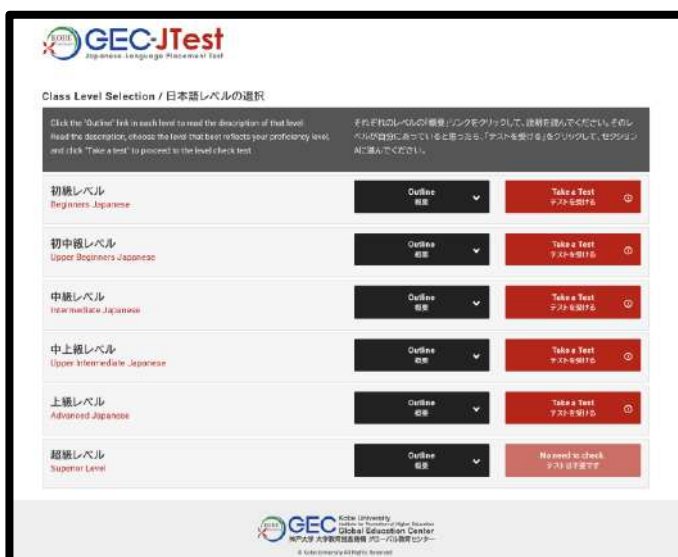 KOBE
GEC-JTest
Japanese Language Placement Test
Class Level Selection / 日本語レベルの選択
Click the "Outline" link in each level to read the description of that level.
Read the description, choose the level that best reflects your proficiency level,
and click "Take a test" to proceed to the level check test.
それぞれのレベルの「概要」リンクをクリックして、説明を読んでください。そのレ
ベルが自分にあっていると思ったら、「テストを受ける」をクリックして、セクション
Aに進んでください。
初級レベル
Beginners Japanese
Outline
概要
Take a Test
テストを受ける
初中級レベル
Upper Beginners Japanese
Outline
概要
Take a Test
テストを受ける
中級レベル
Intermediate Japanese
Outline
概要
Take a Test
テストを受ける
中上級レベル
Upper Intermediate Japanese
Outline
概要
Take a Test
テストを受ける
上級レベル
Advanced Japanese
Outline
概要
Take a Test
テストを受ける
超級レベル
Superior Level
Outline
概要
No need to check
テストは不要です
GEC
Kobe University
Institute for Promotion of Higher Education
Global Education Center
神戸大学 大学教育推進機構 グローバル教育センター
© Kobe University All Rights Reserved